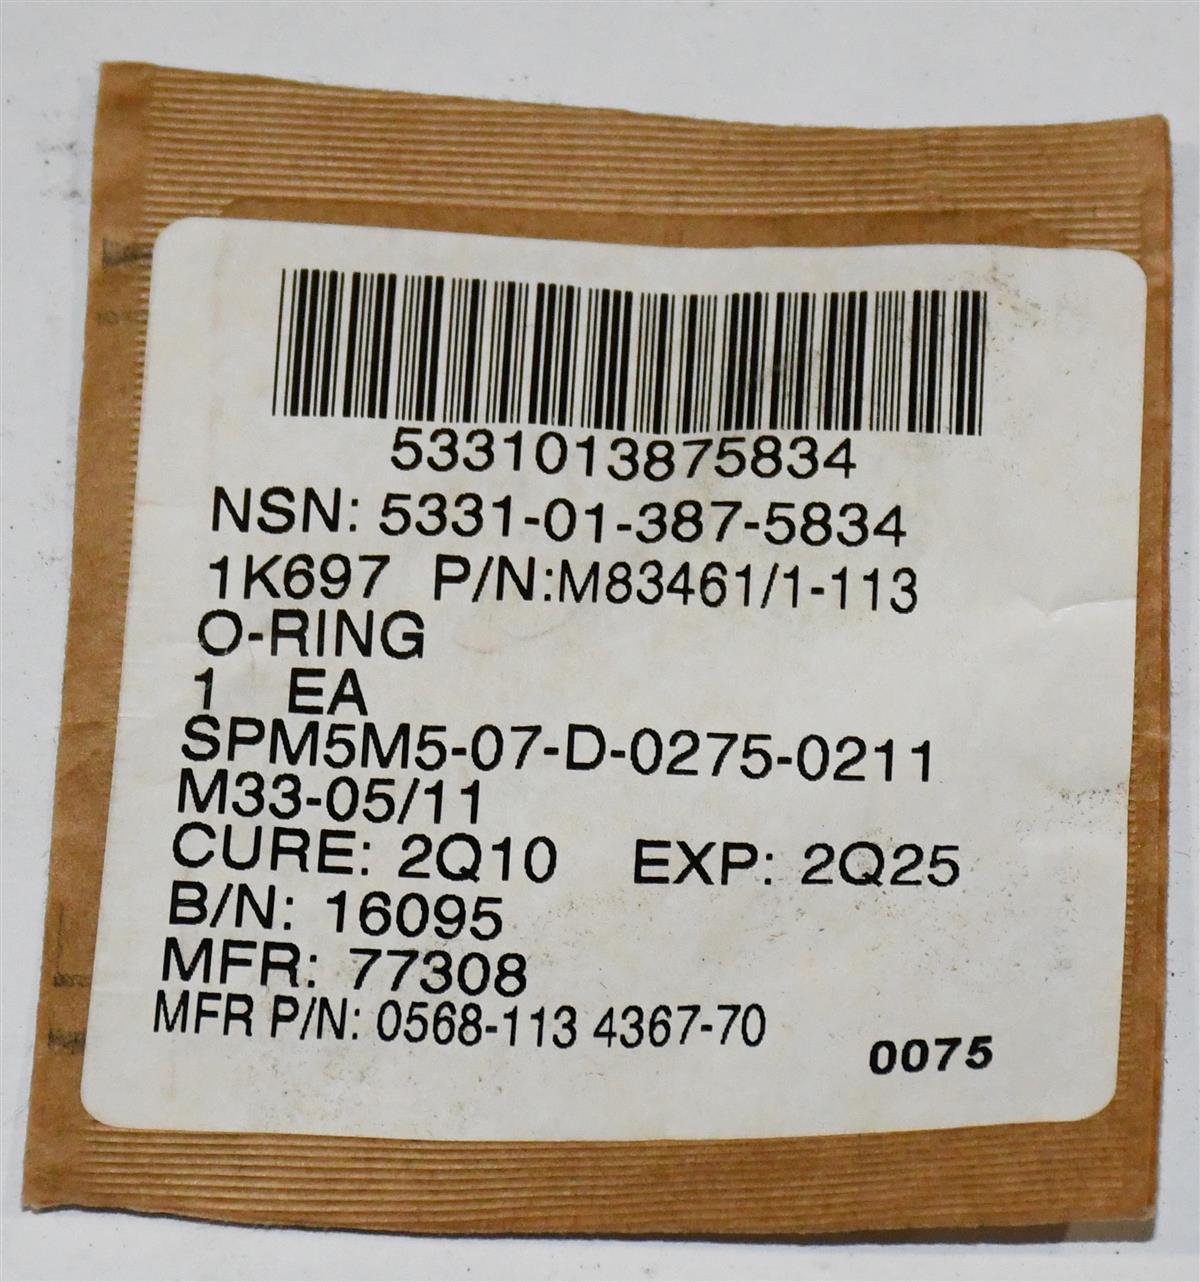 5331013875834
NSN: 5331-01-387-5834
1K697 P/N:M83461/1-113
O-RING
1 EA
SPM5M5-07-D-0275-0211
M33-05/11
CURE: 2Q10 EXP: 2Q25
B/N: 16095
MFR: 77308
MFR P/N: 0568-113 4367-70
0075